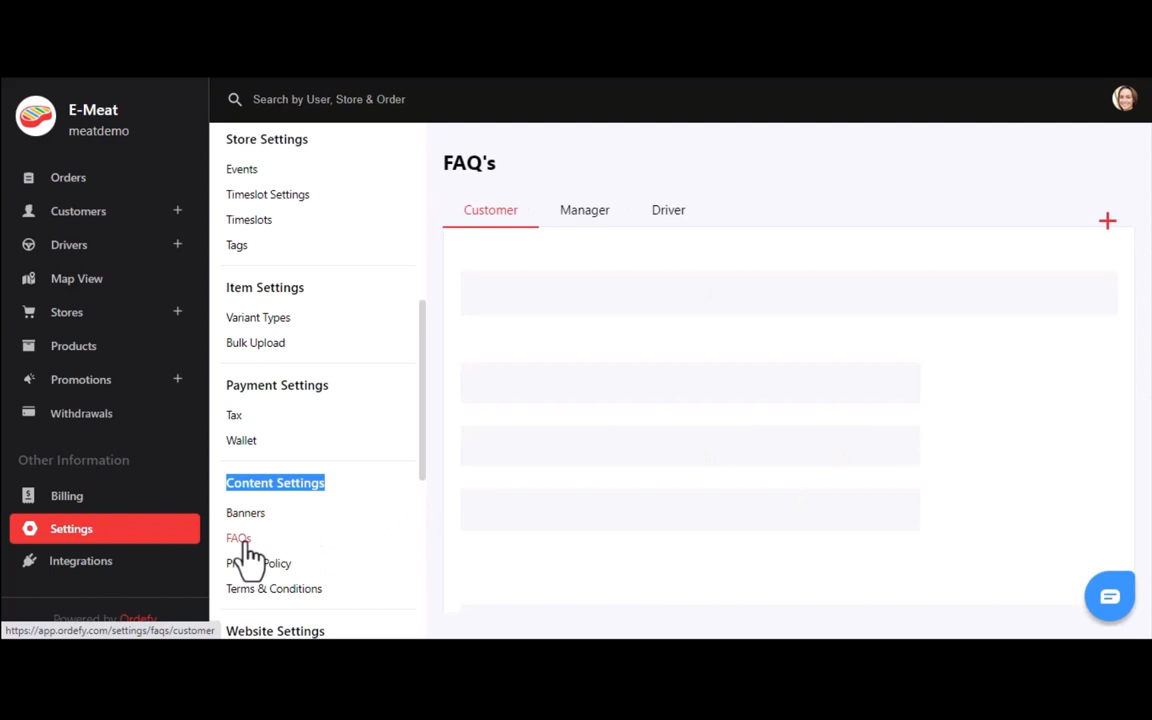 E-Meat
meatdemo
Orders
Customers +
Drivers +
Map View
Stores +
Products
Promotions +
Withdrawals
Other Information
Billing
Settings
Integrations
Powered by Ordefy
https://app.ordefy.com/settings/faqs/customer
Search by User, Store & Order
Store Settings
Events
Timeslot Settings
Timeslots
Tags
Item Settings
Variant Types
Bulk Upload
Payment Settings
Tax
Wallet
Content Settings
Banners
FAQs
Policy
Terms & Conditions
Website Settings
FAQ's
Customer Manager Driver
+